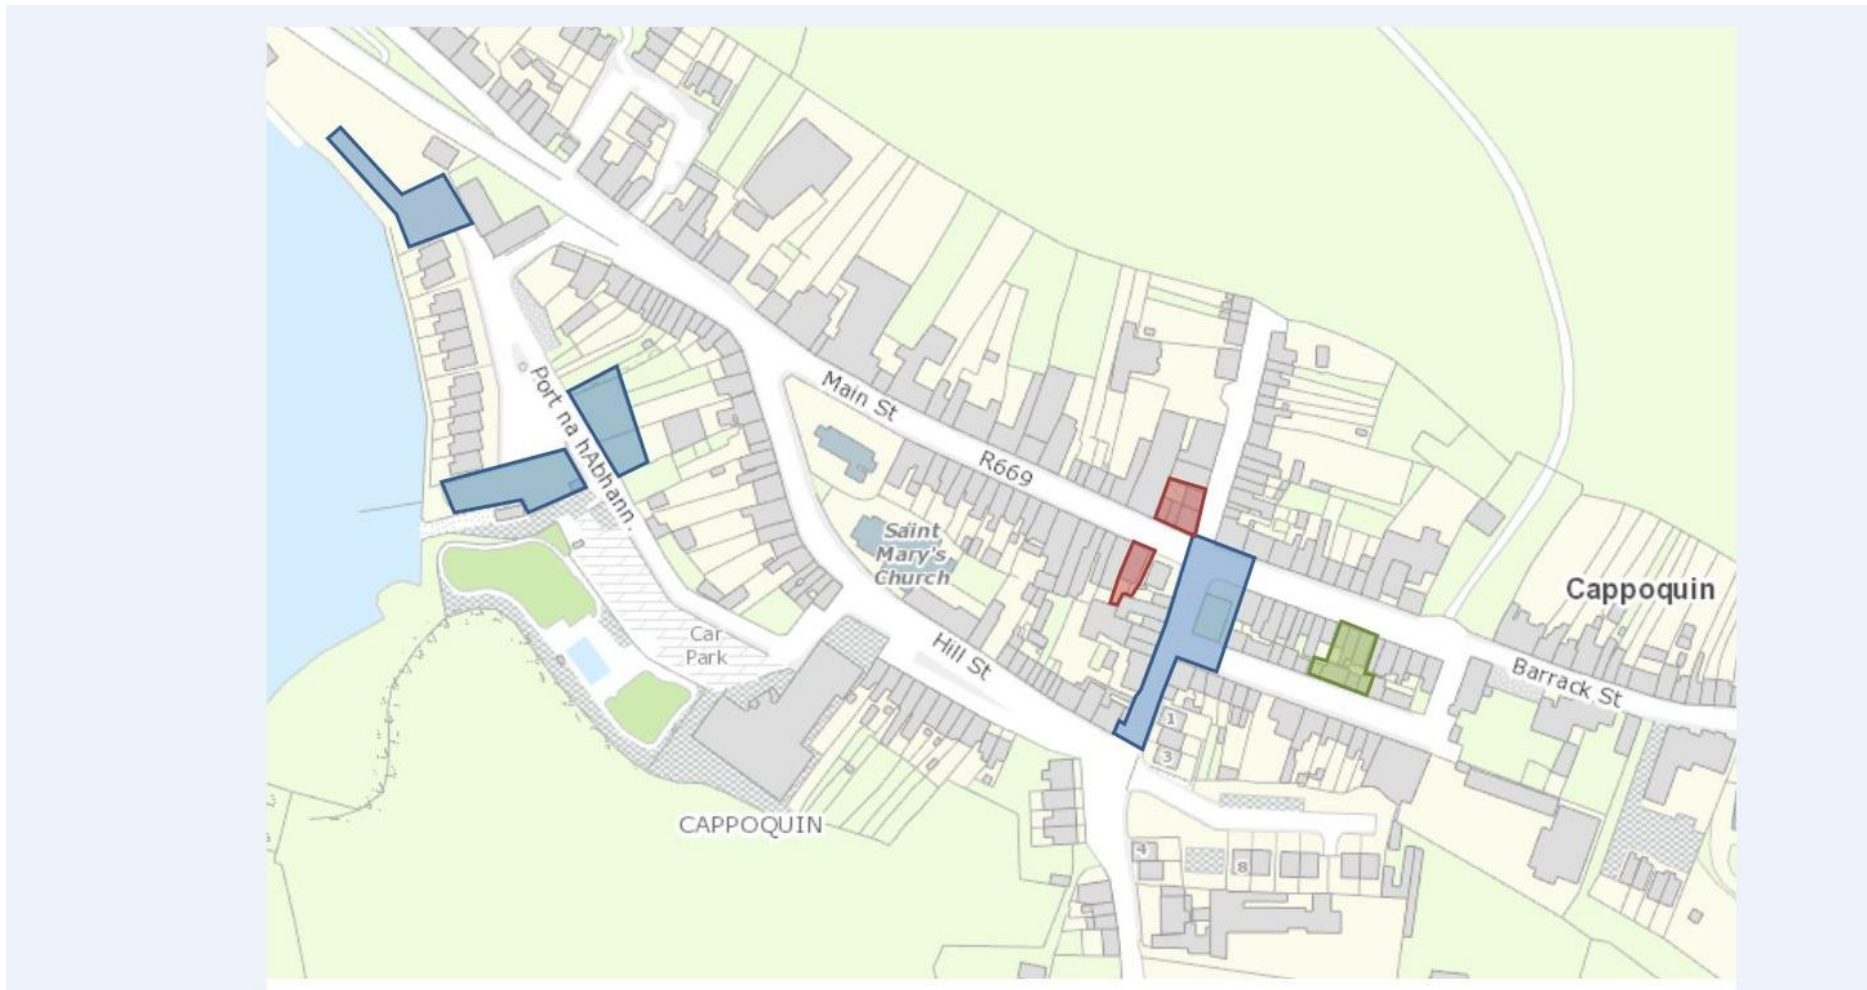 Port na hAbhann
Main St
R669
Saint
Mary's
Church
Cappoquin
Car
Park
Hill St
Barrack St
1
3
CAPPOQUIN
4
8